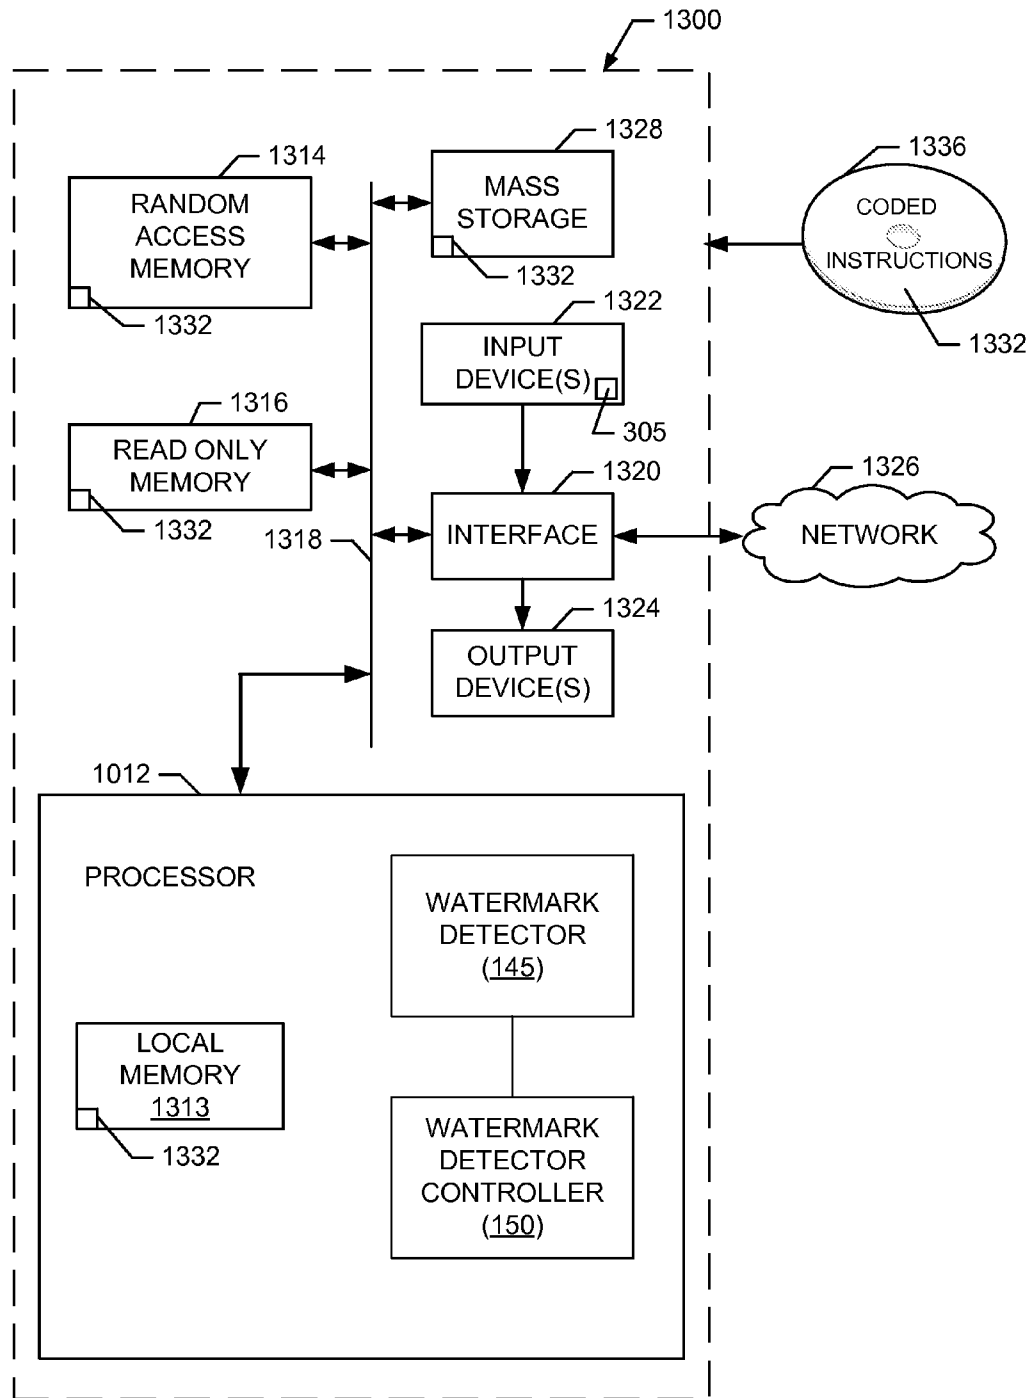 1300
1328
1314
MASS
STORAGE
1332
RANDOM
ACCESS
MEMORY
1332
1336
CODED
INSTRUCTIONS
1332
1322
INPUT
DEVICE(S)
305
1316
READ ONLY
MEMORY
1332
1318
1320
INTERFACE
1326
NETWORK
1324
OUTPUT
DEVICE(S)
1012
PROCESSOR
WATERMARK
DETECTOR
(145)
LOCAL
MEMORY
1313
1332
WATERMARK
DETECTOR
CONTROLLER
(150)